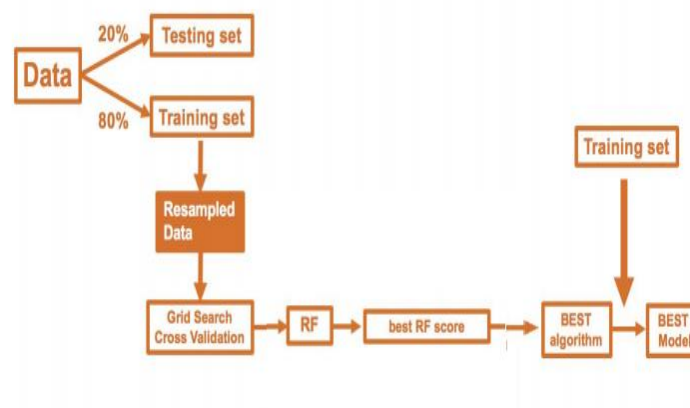 20%
Testing set
Data
80%
Training set
Training set
Resampled
Data
Grid Search
Cross Validation
RF
best RF score
BEST
algorithm
BEST
Model